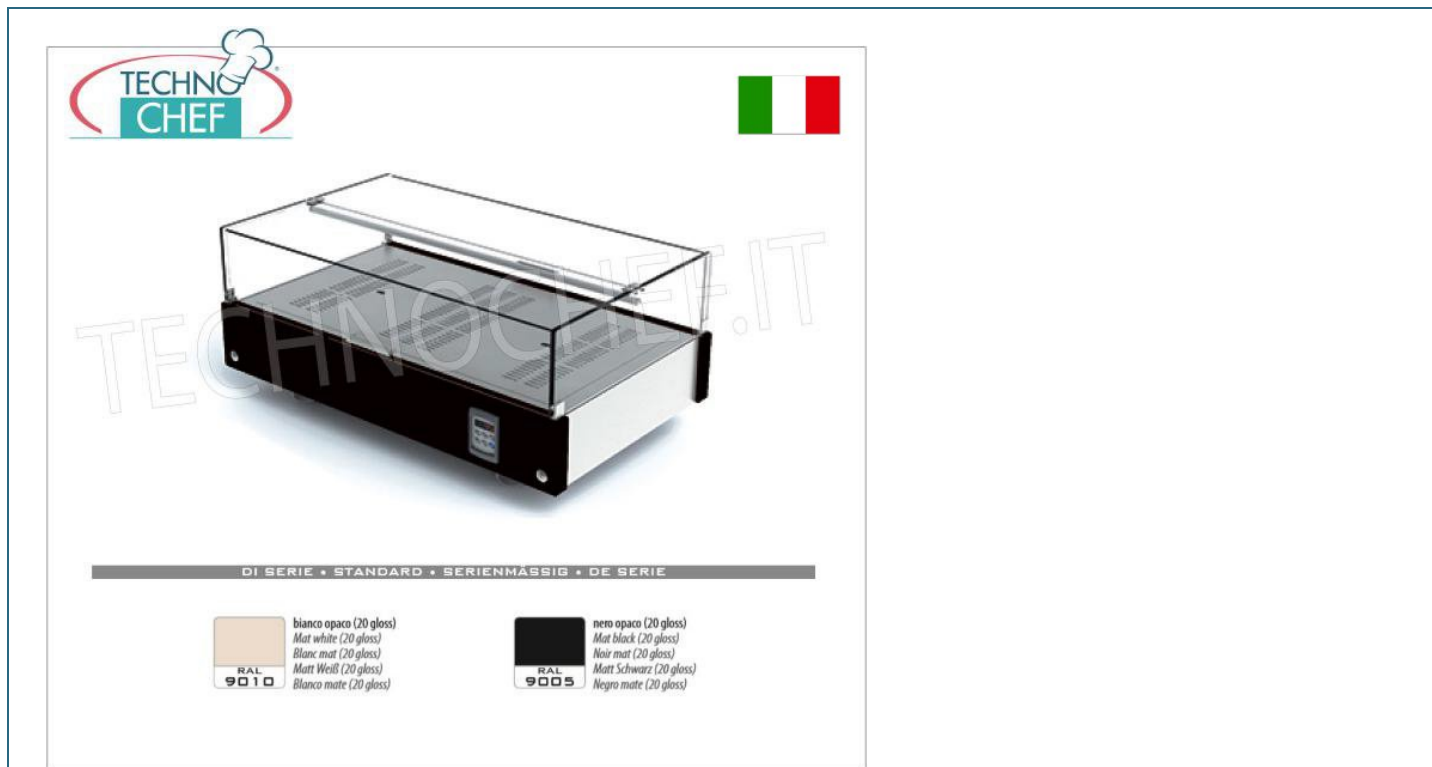 TECHNO
CHEF
TECHNOCHEF.IT
DI SERIE • STANDARD • SERIENMÄSSIG • DE SERIE
bianco opaco (20 gloss)
Mat white (20 gloss)
Blanc mat (20 gloss)
Matt Weiß (20 gloss)
Blanco mate (20 gloss)
RAL
9010
nero opaco (20 gloss)
Mat black (20 gloss)
Noir mat (20 gloss)
Matt Schwarz (20 gloss)
Negro mate (20 gloss)
RAL
9005